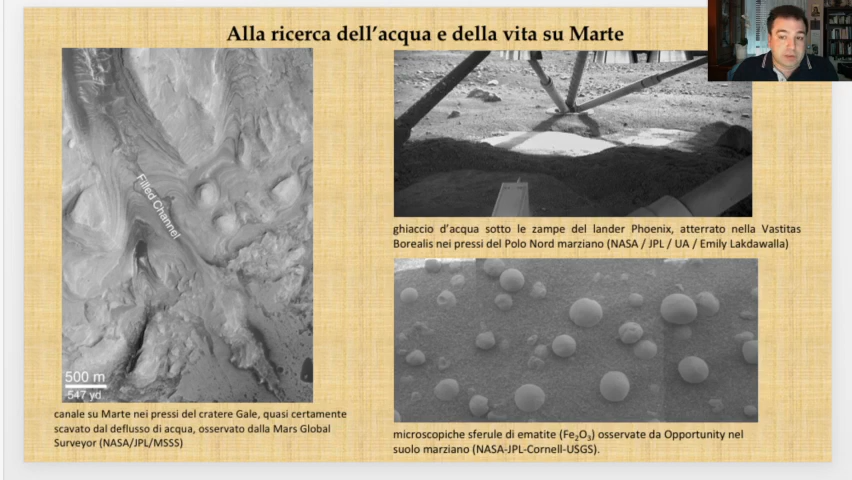 Alla ricerca dell'acqua e della vita su Marte
Filled Channel
500 m
547 yd
canale su Marte nei pressi del cratere Gale, quasi certamente
scavato dal deflusso di acqua, osservato dalla Mars Global
Surveyor (NASA/JPL/MSSS)
ghiaccio d'acqua sotto le zampe del lander Phoenix, atterrato nella Vastitas
Borealis nei pressi del Polo Nord marziano (NASA / JPL / UA / Emily Lakdawalla)
microscopiche sferule di ematite (Fe₂O₃) osservate da Opportunity nel
suolo marziano (NASA-JPL-Cornell-USGS).